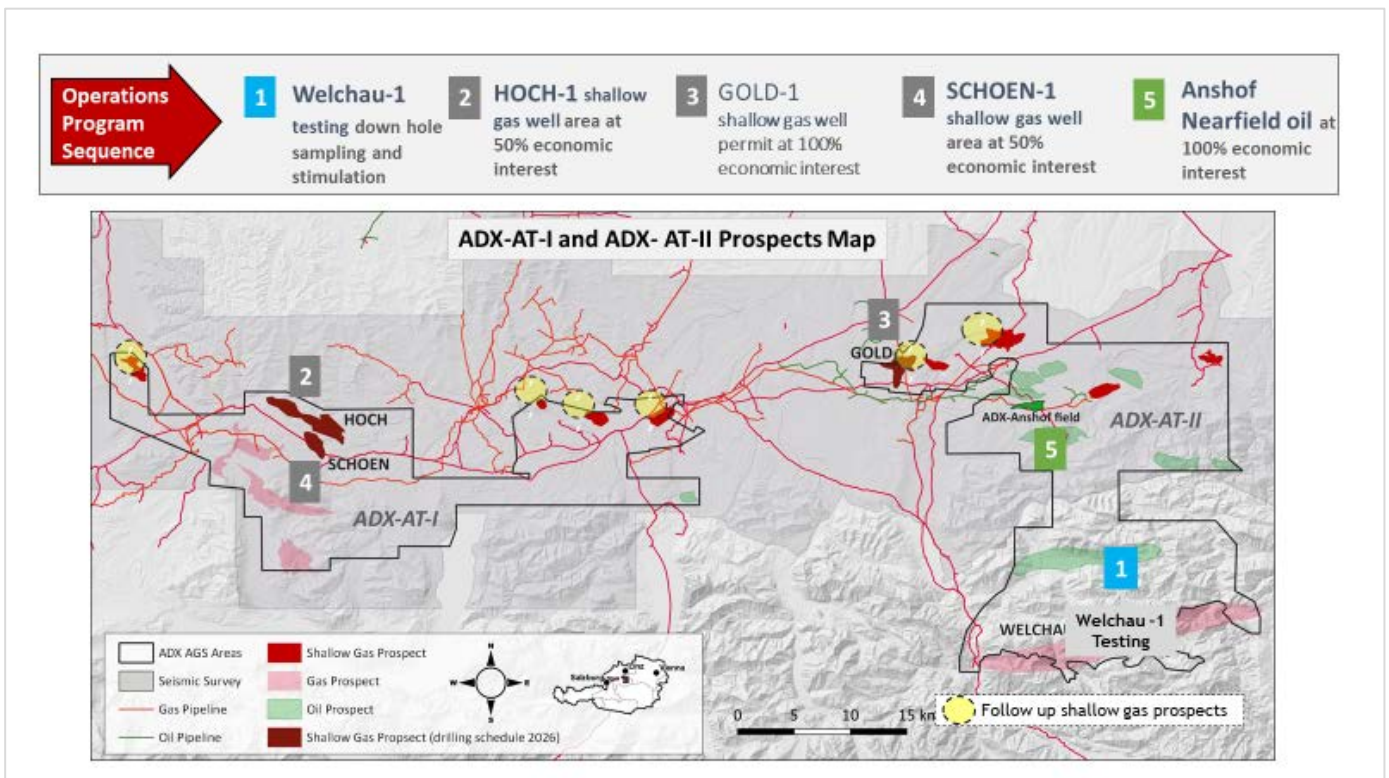 Operations
Program
Sequence
1
Welchau-1
testing down hole
sampling and
stimulation
2
HOCH-1 shallow
gas well area at
50% economic
interest
3
GOLD-1
shallow gas well
permit at 100%
economic interest
4
SCHOEN-1
shallow gas well
area at 50%
economic interest
5
Anshof
Nearfield oil at
100% economic
interest
ADX-AT-I and ADX- AT-II Prospects Map
3
GOLD
2
HOCH
SCHOEN
4
ADX-AT-I
ADX-Anshof field
ADX-AT-II
5
1
WELCHAU
Welchau -1
Testing
ADX AGS Areas
Seismic Survey
Gas Pipeline
Oil Pipeline
Shallow Gas Prospect
Gas Prospect
Oil Prospect
Shallow Gas Propsect (drilling schedule 2026)
N
W
E
S
Linz
Vienna
Salzburg
0 5 10 15 km
Follow up shallow gas prospects